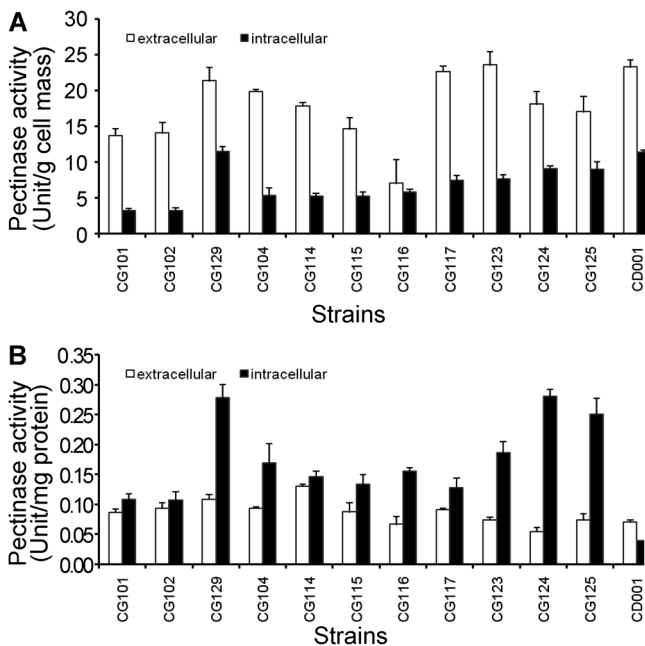 A
Pectinase activity
(Unit/g cell mass)
30
25
20
15
10
5
0
extracellular intracellular
CG101 CG102 CG129 CG104 CG114 CG115 CG116 CG117 CG123 CG124 CG125 CD001
Strains
B
Pectinase activity
(Unit/mg protein)
0.35
0.30
0.25
0.20
0.15
0.10
0.05
0.00
extracellular intracellular
CG101 CG102 CG129 CG104 CG114 CG115 CG116 CG117 CG123 CG124 CG125 CD001
Strains